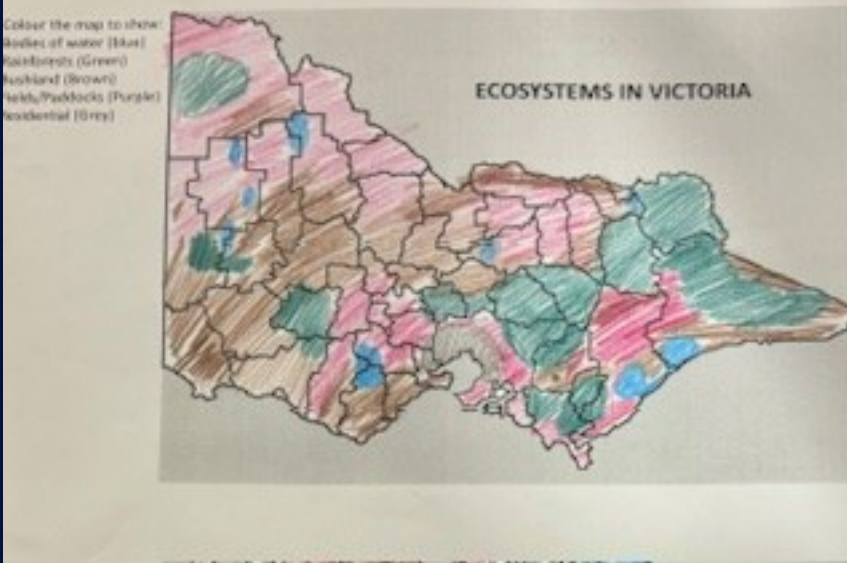 Colour the map to show:
Bodies of water (blue)
Rainforests (Green)
Bushland (Brown)
Fields/Paddocks (Purple)
Residential (Grey)
ECOSYSTEMS IN VICTORIA